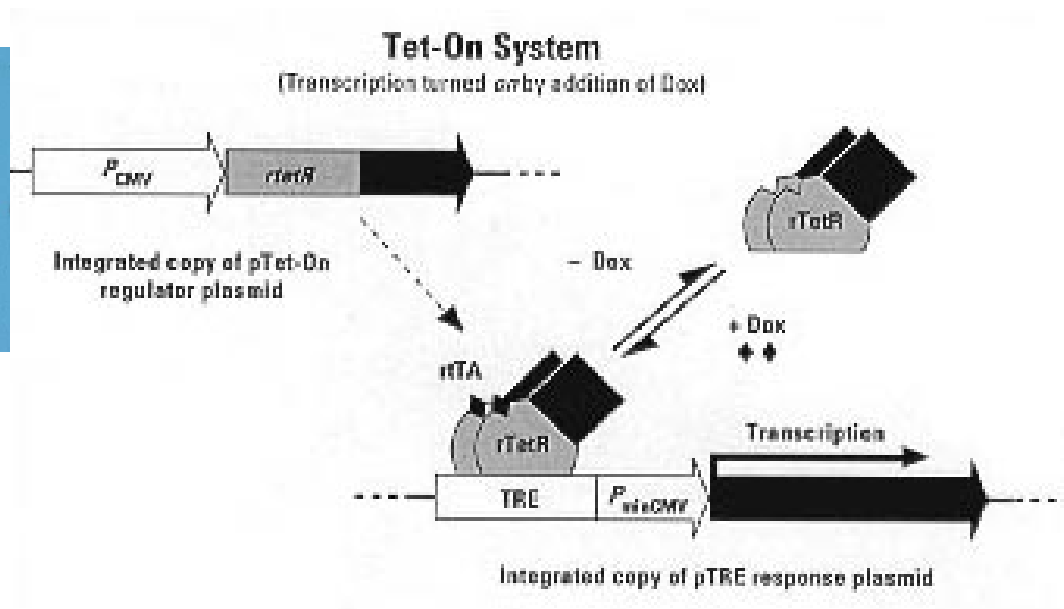 Tet-On System
(Transcription turned on by addition of Dox)
P CMV
rtetR
Integrated copy of pTet-On
regulator plasmid
rTetR
– Dox
+ Dox
rtTA
rTetR
Transcription
TRE
P minCMV
Integrated copy of pTRE response plasmid